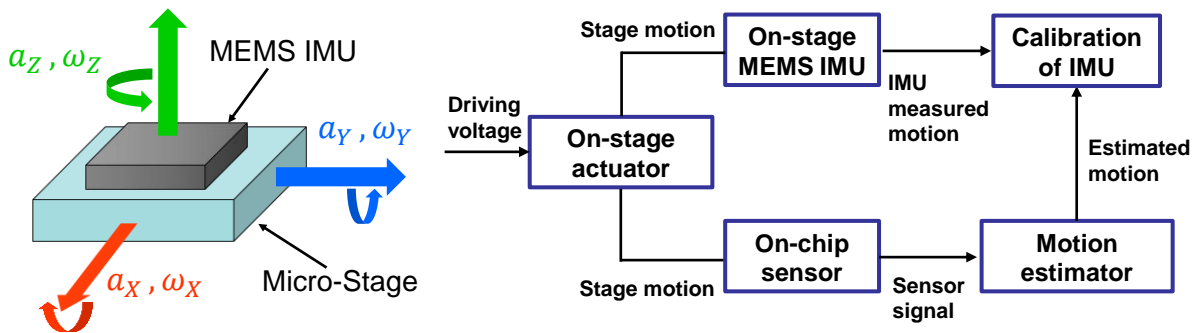 a_Z , ω_Z
MEMS IMU
a_Y , ω_Y
a_X , ω_X
Micro-Stage
Driving
voltage
On-stage
actuator
Stage motion
On-stage
MEMS IMU
IMU
measured
motion
Calibration
of IMU
Estimated
motion
Stage motion
On-chip
sensor
Sensor
signal
Motion
estimator